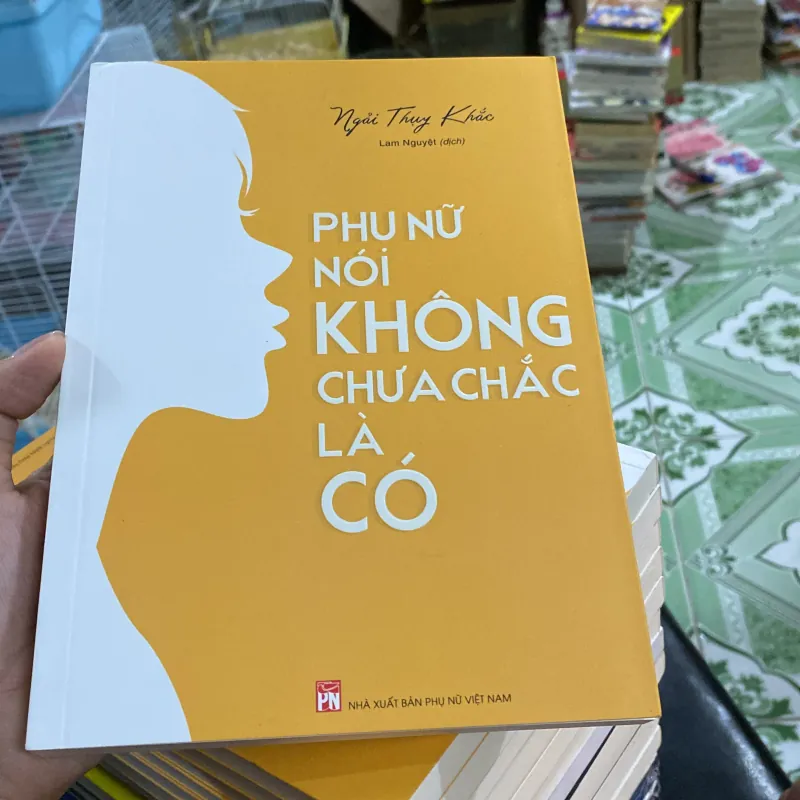 Ngải Thụy Khắc
Lam Nguyệt (dịch)
PHỤ NỮ
NÓI
KHÔNG
CHƯA CHẮC
LÀ
CÓ
PN
NHÀ XUẤT BẢN PHỤ NỮ VIỆT NAM